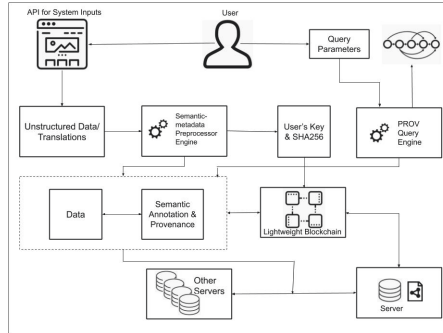 API for System Inputs
User
Query
Parameters
Unstructured Data/
Translations
Semantic-
metadata
Preprocessor
Engine
User's Key
& SHA256
PROV
Query
Engine
Data
Semantic
Annotation &
Provenance
Lightweight Blockchain
Other
Servers
Server